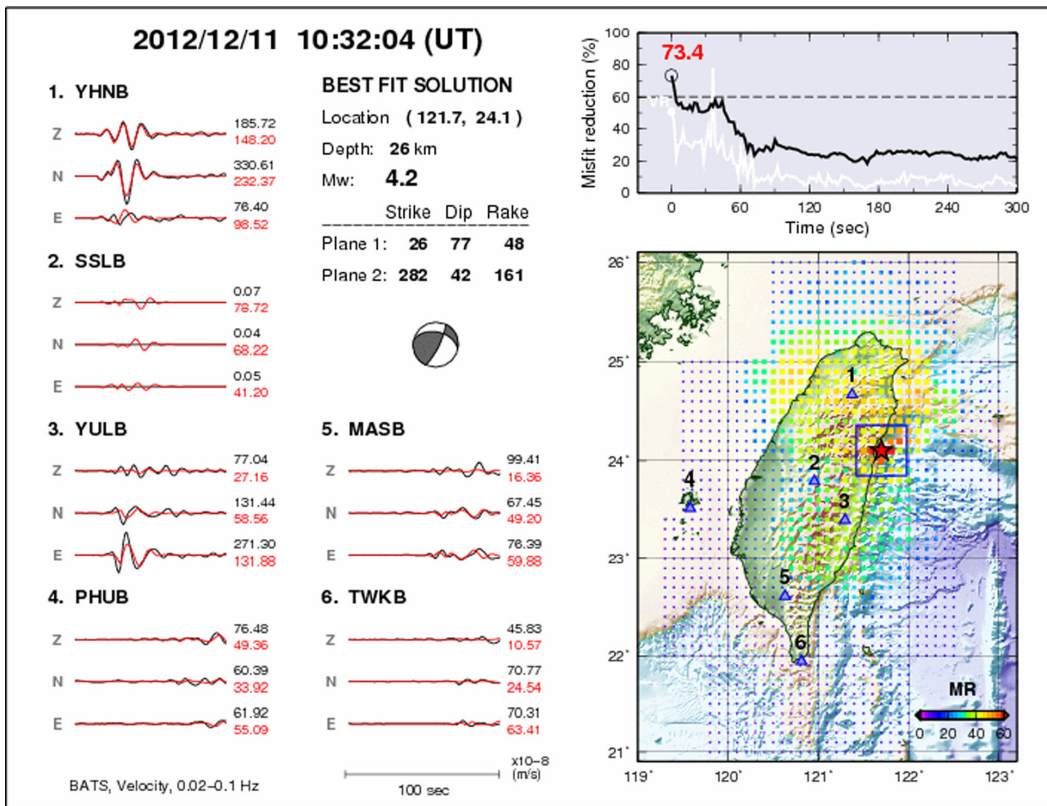 2012/12/11 10:32:04 (UT)
1. YHNB
Z 185.72
148.20
N 330.61
232.37
E 76.40
98.52
2. SSLB
Z 0.07
78.72
N 0.04
68.22
E 0.05
41.20
3. YULB
Z 77.04
27.16
N 131.44
58.56
E 271.30
131.88
4. PHUB
Z 76.48
49.36
N 60.39
33.92
E 61.92
55.09
BATS, Velocity, 0.02-0.1 Hz
BEST FIT SOLUTION
Location ( 121.7, 24.1 )
Depth: 26 km
Mw: 4.2
Strike Dip Rake
Plane 1: 26 77 48
Plane 2: 282 42 161
5. MASB
Z 99.41
16.36
N 67.45
49.20
E 76.39
59.88
6. TWKB
Z 45.83
10.57
N 70.77
24.54
E 70.31
63.41
x10-8
(m/s)
100 sec
Misfit reduction (%)
100
80
60
40
20
0
73.4
VR
0 60 120 180 240 300
Time (sec)
26°
25°
24°
23°
22°
21°
1
2
3
4
5
6
MR
0 20 40 60
119° 120° 121° 122° 123°